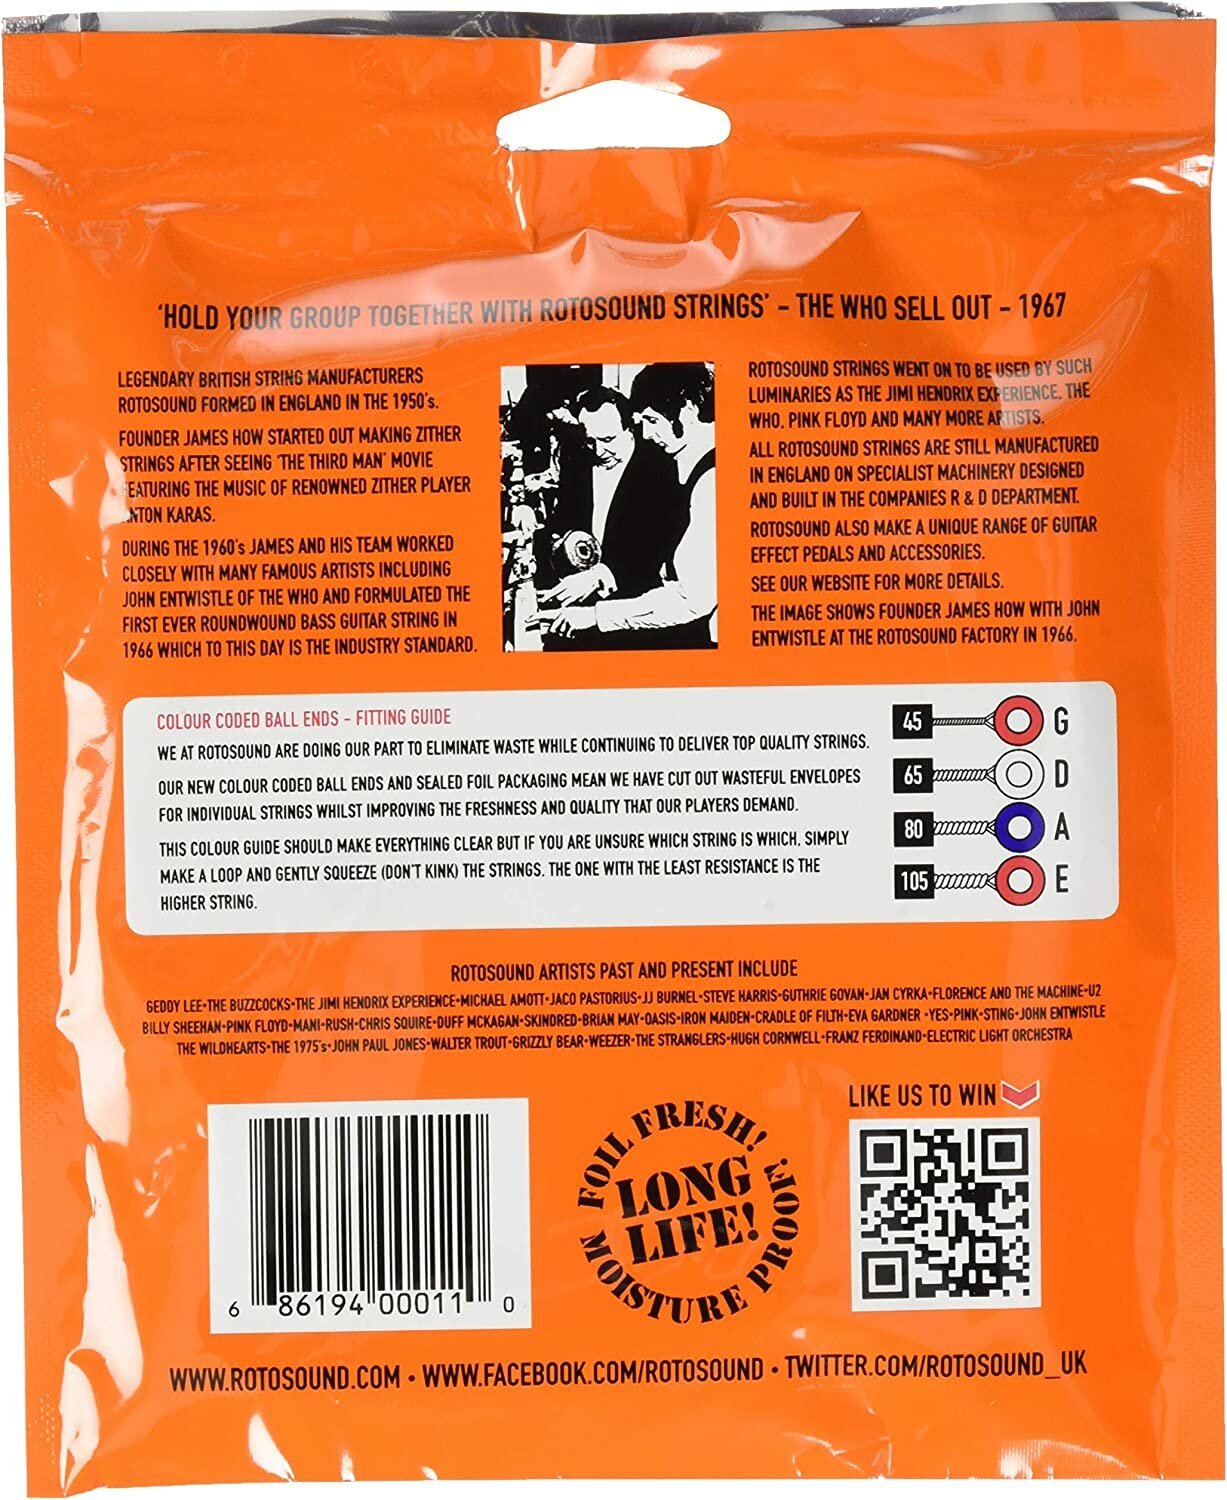 'HOLD YOUR GROUP TOGETHER WITH ROTOSOUND STRINGS' - THE WHO SELL OUT - 1967
LEGENDARY BRITISH STRING MANUFACTURERS
ROTOSOUND FORMED IN ENGLAND IN THE 1950's.
FOUNDER JAMES HOW STARTED OUT MAKING ZITHER
STRINGS AFTER SEEING 'THE THIRD MAN' MOVIE
FEATURING THE MUSIC OF RENOWNED ZITHER PLAYER
ANTON KARAS.
DURING THE 1960's JAMES AND HIS TEAM WORKED
CLOSELY WITH MANY FAMOUS ARTISTS INCLUDING
JOHN ENTWISTLE OF THE WHO AND FORMULATED THE
FIRST EVER ROUNDWOUND BASS GUITAR STRING IN
1966 WHICH TO THIS DAY IS THE INDUSTRY STANDARD.
ROTOSOUND STRINGS WENT ON TO BE USED BY SUCH
LUMINARIES AS THE JIMI HENDRIX EXPERIENCE, THE
WHO, PINK FLOYD AND MANY MORE ARTISTS.
ALL ROTOSOUND STRINGS ARE STILL MANUFACTURED
IN ENGLAND ON SPECIALIST MACHINERY DESIGNED
AND BUILT IN THE COMPANIES R & D DEPARTMENT.
ROTOSOUND ALSO MAKE A UNIQUE RANGE OF GUITAR
EFFECT PEDALS AND ACCESSORIES.
SEE OUR WEBSITE FOR MORE DETAILS.
THE IMAGE SHOWS FOUNDER JAMES HOW WITH JOHN
ENTWISTLE AT THE ROTOSOUND FACTORY IN 1966.
COLOUR CODED BALL ENDS - FITTING GUIDE
WE AT ROTOSOUND ARE DOING OUR PART TO ELIMINATE WASTE WHILE CONTINUING TO DELIVER TOP QUALITY STRINGS.
OUR NEW COLOUR CODED BALL ENDS AND SEALED FOIL PACKAGING MEAN WE HAVE CUT OUT WASTEFUL ENVELOPES
FOR INDIVIDUAL STRINGS WHILST IMPROVING THE FRESHNESS AND QUALITY THAT OUR PLAYERS DEMAND.
THIS COLOUR GUIDE SHOULD MAKE EVERYTHING CLEAR BUT IF YOU ARE UNSURE WHICH STRING IS WHICH, SIMPLY
MAKE A LOOP AND GENTLY SQUEEZE (DON'T KINK) THE STRINGS. THE ONE WITH THE LEAST RESISTANCE IS THE
HIGHER STRING.
45 G
65 D
80 A
105 E
ROTOSOUND ARTISTS PAST AND PRESENT INCLUDE
GEDDY LEE•THE BUZZCOCKS•THE JIMI HENDRIX EXPERIENCE•MICHAEL AMOTT•JACO PASTORIUS•JJ BURNEL•STEVE HARRIS•GUTHRIE GOVAN•JAN CYRKA•FLORENCE AND THE MACHINE•U2
BILLY SHEEHAN•PINK FLOYD•MANI•RUSH•CHRIS SQUIRE•DUFF MCKAGAN•SKINDRED•BRIAN MAY•OASIS•IRON MAIDEN•CRADLE OF FILTH•EVA GARDNER •YES•PINK•STING•JOHN ENTWISTLE
THE WILDHEARTS•THE 1975's•JOHN PAUL JONES•WALTER TROUT•GRIZZLY BEAR•WEEZER•THE STRANGLERS•HUGH CORNWELL•FRANZ FERDINAND•ELECTRIC LIGHT ORCHESTRA
6 86194 00011 0
FOIL FRESH!
LONG
LIFE!
MOISTURE PROOF!
LIKE US TO WIN
WWW.ROTOSOUND.COM • WWW.FACEBOOK.COM/ROTOSOUND • TWITTER.COM/ROTOSOUND_UK